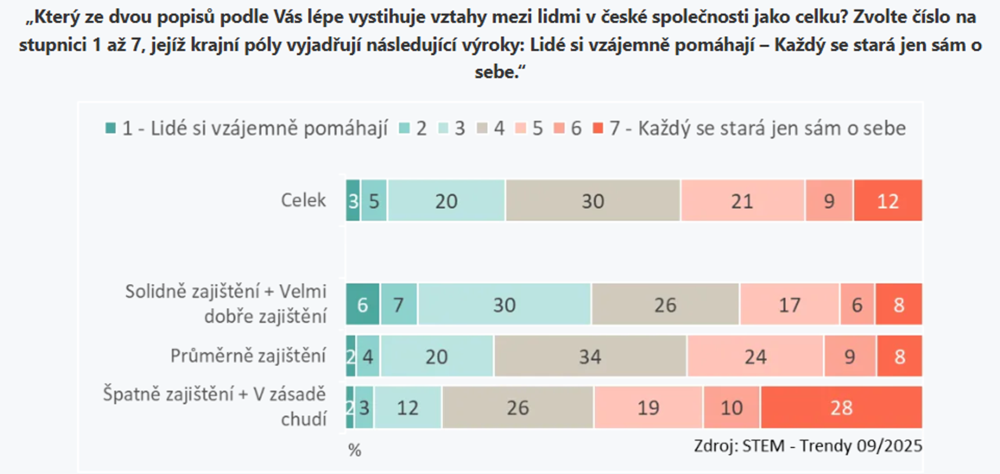 „Který ze dvou popisů podle Vás lépe vystihuje vztahy mezi lidmi v české společnosti jako celku? Zvolte číslo na
stupnici 1 až 7, jejíž krajní póly vyjadřují následující výroky: Lidé si vzájemně pomáhají – Každý se stará jen sám o
sebe.“
1 - Lidé si vzájemně pomáhají 2 3 4 5 6 7 - Každý se stará jen sám o sebe
Celek 3 5 20 30 21 9 12
Solidně zajištění + Velmi
dobře zajištění 6 7 30 26 17 6 8
Průměrně zajištění 2 4 20 34 24 9 8
Špatně zajištění + V zásadě
chudí 2 3 12 26 19 10 28
%
Zdroj: STEM - Trendy 09/2025